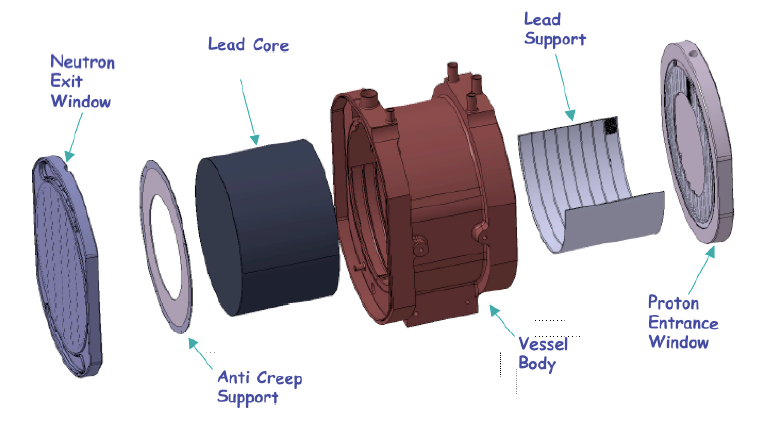 Lead
Support
Lead Core
Neutron
Exit
Window
Proton
Entrance
Window
Vessel
Body
Anti Creep
Support